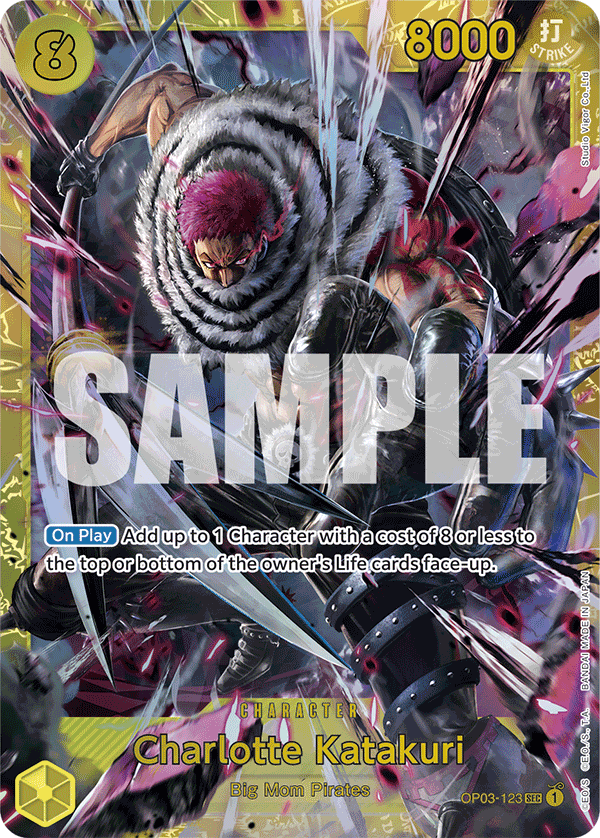 8
8000
打
STRIKE
Studio Vigor Co.,Ltd
SAMPLE
On Play Add up to 1 Character with a cost of 8 or less to
the top or bottom of the owner's Life cards face-up.
©E.O/S ©E.O./S., T.A. BANDAI MADE IN JAPAN
CHARACTER
Charlotte Katakuri
Big Mom Pirates
OP03-123 SEC 1